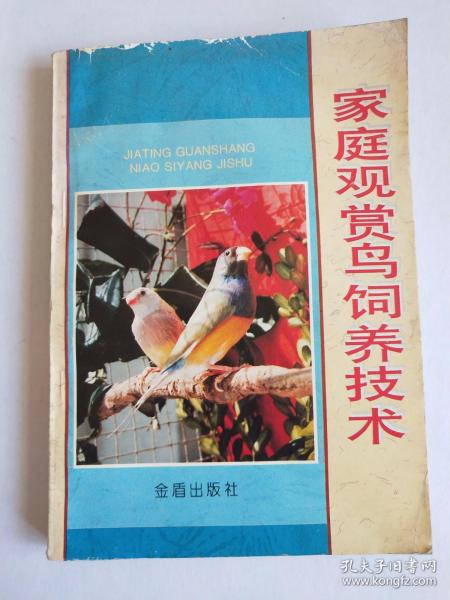 JIATING GUANSHANG
NIAO SIYANG JISHU
家庭观赏鸟饲养技术
金盾出版社
孔夫子旧书网
www.kongfz.com